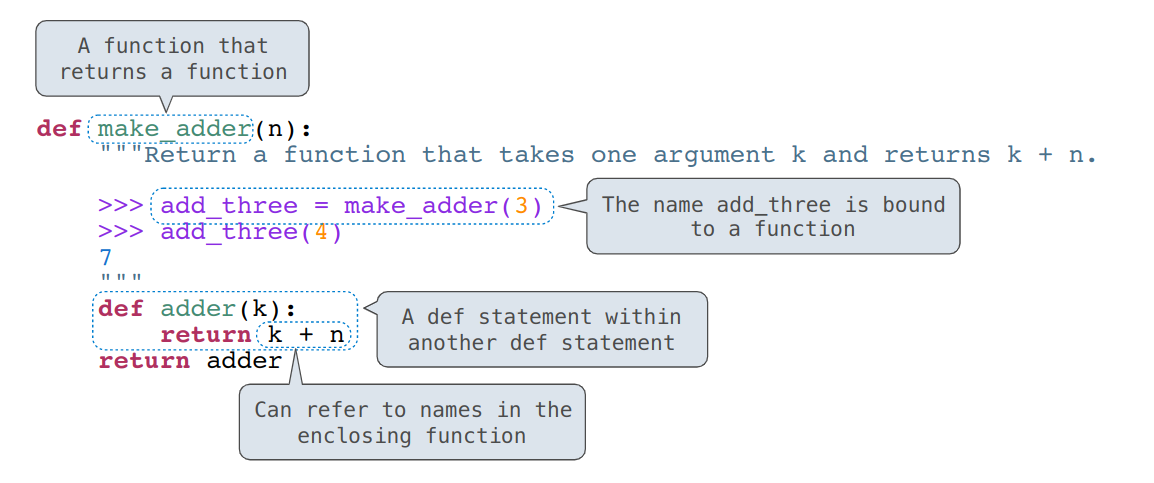 A function that
returns a function
def make_adder(n):
"""Return a function that takes one argument k and returns k + n.
>>> add_three = make_adder(3)
The name add_three is bound
to a function
>>> add_three(4)
7
"""
def adder(k):
return k + n
return adder
A def statement within
another def statement
Can refer to names in the
enclosing function